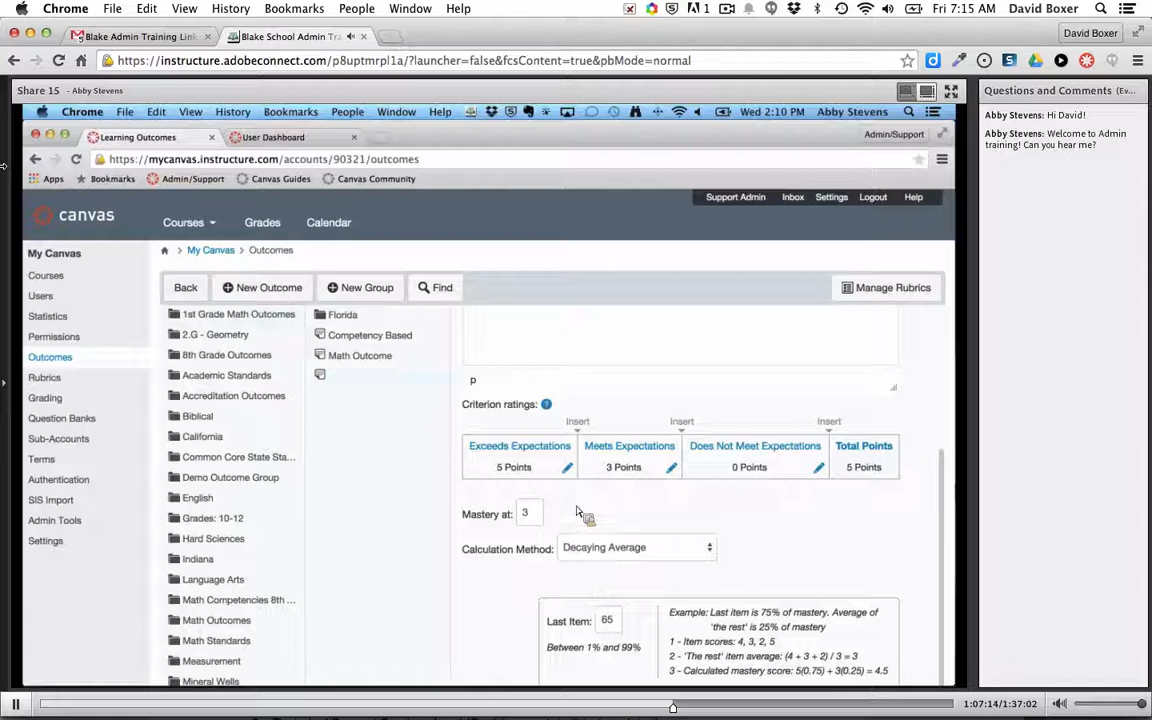 Chrome File Edit View History Bookmarks People Window Help 1 Fri 7:15 AM David Boxer
Blake Admin Training Link Blake School Admin Tra David Boxer
https://instructure.adobeconnect.com/p8uptmrpl1a/?launcher=false&fcsContent=true&pbMode=normal
Share 15 - Abby Stevens
Questions and Comments (Ev...
Abby Stevens: Hi David!
Abby Stevens: Welcome to Admin
training! Can you hear me?
Chrome File Edit View History Bookmarks People Window Help Wed 2:10 PM Abby Stevens
Learning Outcomes User Dashboard Admin/Support
https://mycanvas.instructure.com/accounts/90321/outcomes
Apps Bookmarks Admin/Support Canvas Guides Canvas Community
Support Admin Inbox Settings Logout Help
canvas Courses Grades Calendar
My Canvas > Outcomes
My Canvas
Courses
Users
Statistics
Permissions
Outcomes
Rubrics
Grading
Question Banks
Sub-Accounts
Terms
Authentication
SIS Import
Admin Tools
Settings
Back New Outcome New Group Find Manage Rubrics
1st Grade Math Outcomes
2.G - Geometry
8th Grade Outcomes
Academic Standards
Accreditation Outcomes
Biblical
California
Common Core State Sta...
Demo Outcome Group
English
Grades: 10-12
Hard Sciences
Indiana
Language Arts
Math Competencies 8th ...
Math Outcomes
Math Standards
Measurement
Mineral Wells
Florida
Competency Based
Math Outcome
p
Criterion ratings: ?
Insert Insert Insert
Exceeds Expectations Meets Expectations Does Not Meet Expectations Total Points
5 Points 3 Points 0 Points 5 Points
Mastery at: 3
Calculation Method: Decaying Average
Last Item: 65
Between 1% and 99%
Example: Last item is 75% of mastery. Average of
'the rest' is 25% of mastery
1 - Item scores: 4, 3, 2, 5
2 - 'The rest' item average: (4 + 3 + 2) / 3 = 3
3 - Calculated mastery score: 5(0.75) + 3(0.25) = 4.5
1:07:14/1:37:02